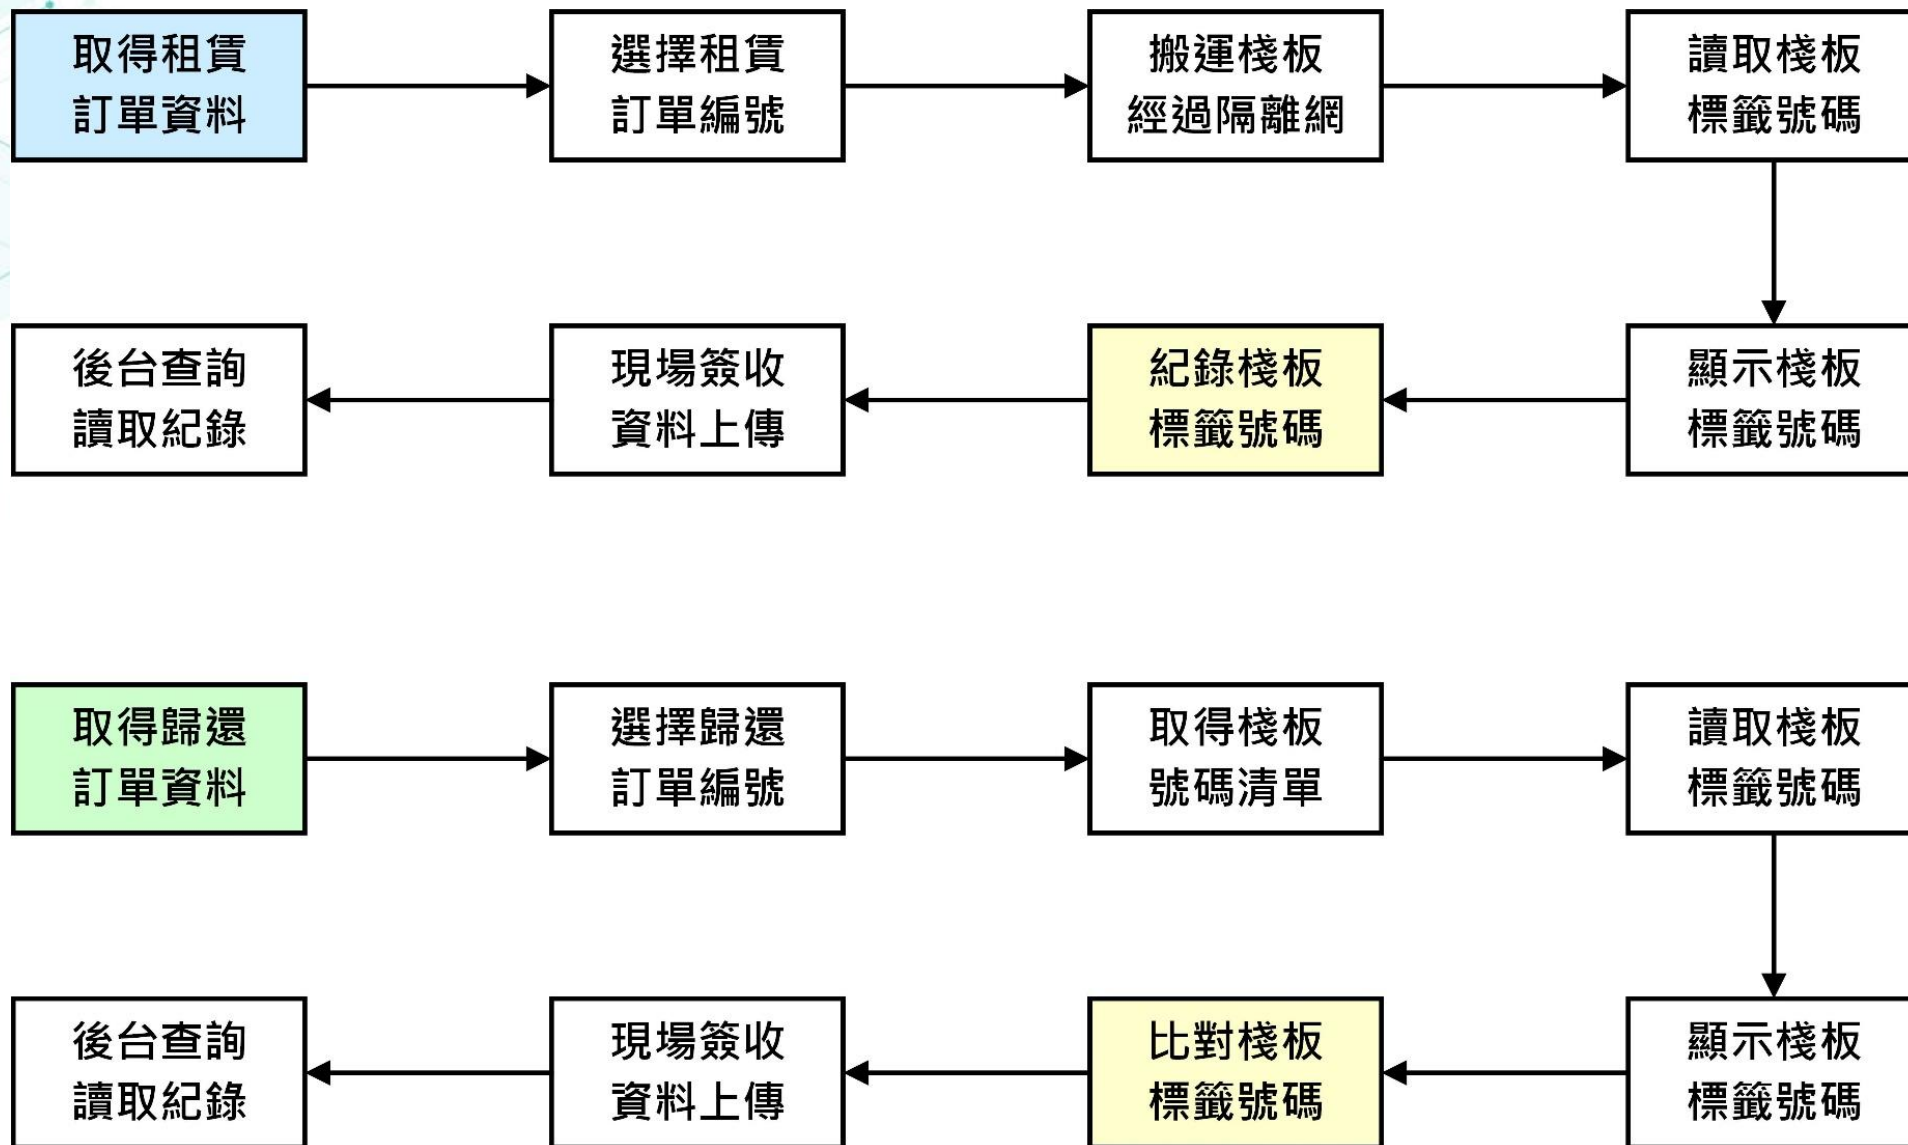 取得租賃
訂單資料
選擇租賃
訂單編號
搬運棧板
經過隔離網
讀取棧板
標籤號碼
顯示棧板
標籤號碼
紀錄棧板
標籤號碼
現場簽收
資料上傳
後台查詢
讀取紀錄
取得歸還
訂單資料
選擇歸還
訂單編號
取得棧板
號碼清單
讀取棧板
標籤號碼
顯示棧板
標籤號碼
比對棧板
標籤號碼
現場簽收
資料上傳
後台查詢
讀取紀錄